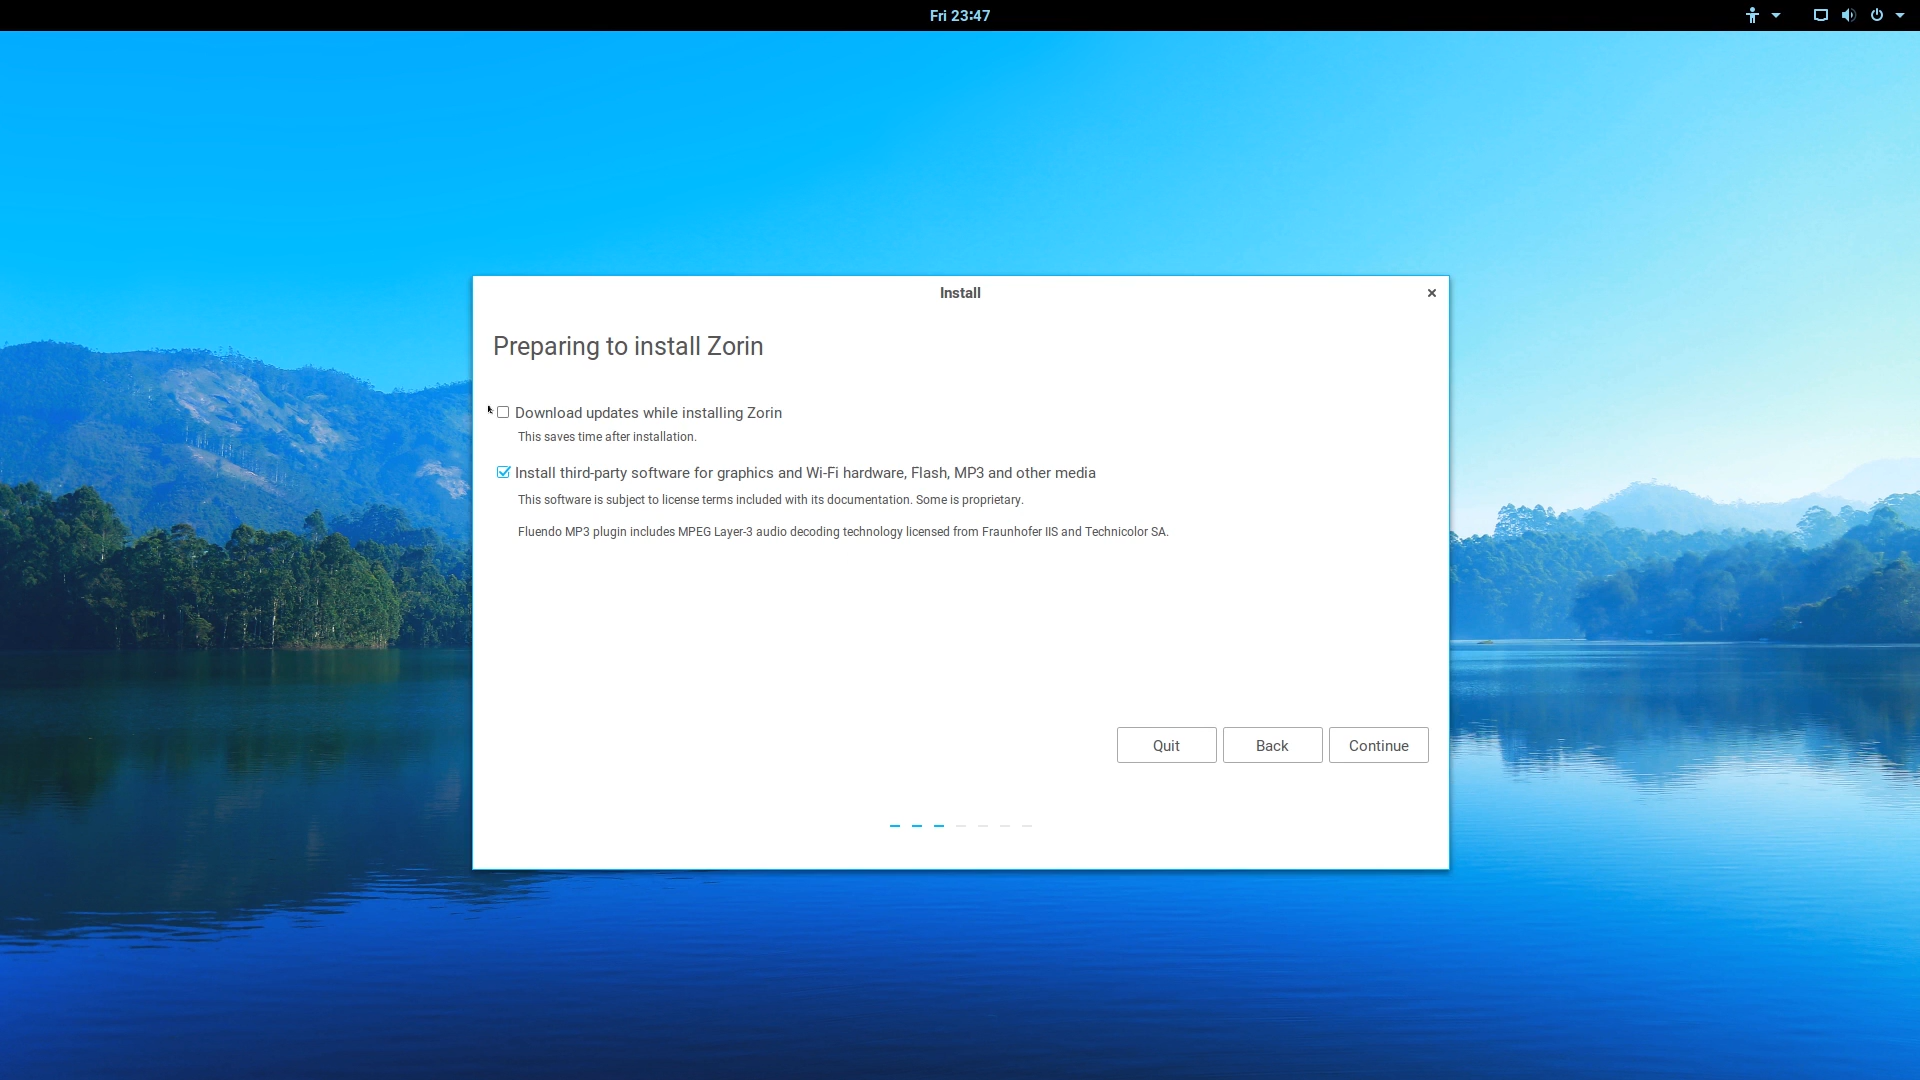 Fri 23:47
Install
Preparing to install Zorin
Download updates while installing Zorin
This saves time after installation.
Install third-party software for graphics and Wi-Fi hardware, Flash, MP3 and other media
This software is subject to license terms included with its documentation. Some is proprietary.
Fluendo MP3 plugin includes MPEG Layer-3 audio decoding technology licensed from Fraunhofer IIS and Technicolor SA.
Quit Back Continue